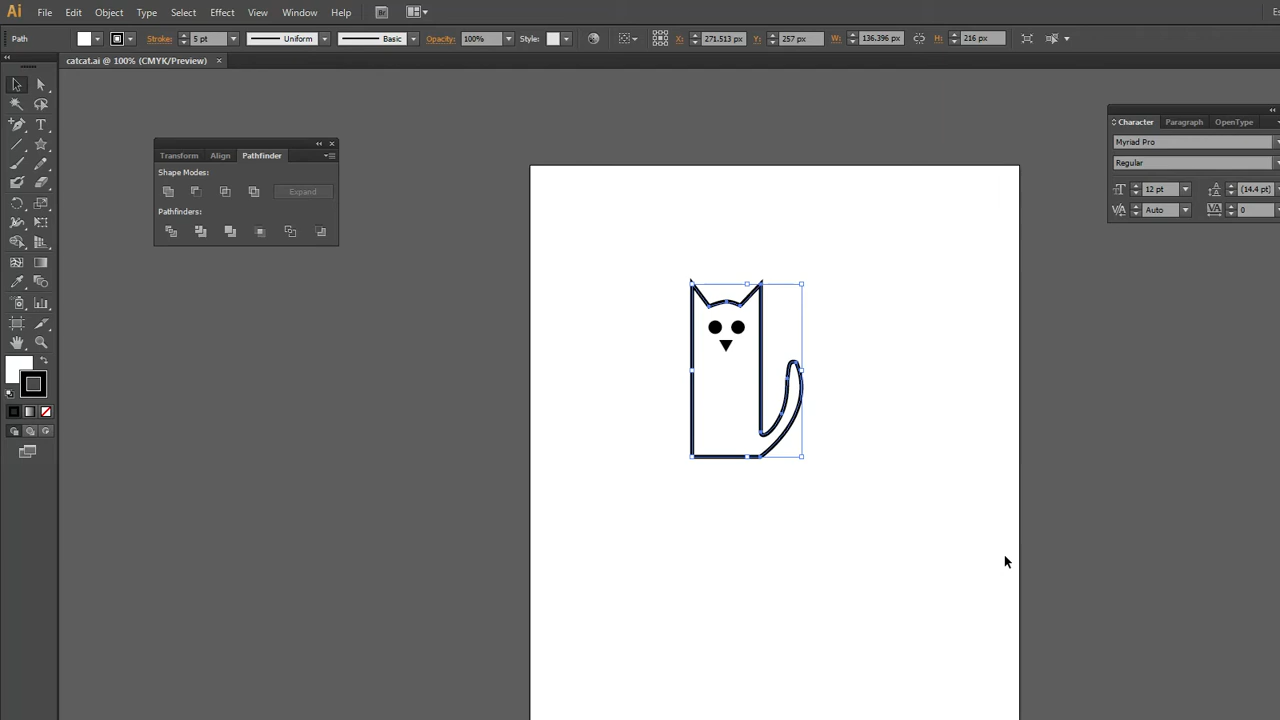 Ai File Edit Object Type Select Effect View Window Help Br
Path Stroke: 5 pt Uniform Basic Opacity: 100% Style: X: 271.513 px Y: 257 px W: 136.396 px H: 216 px
catcat.ai @ 100% (CMYK/Preview) ×
Transform Align Pathfinder
Shape Modes:
Expand
Pathfinders:
Character Paragraph OpenType
Myriad Pro
Regular
12 pt (14.4 pt)
Auto 0